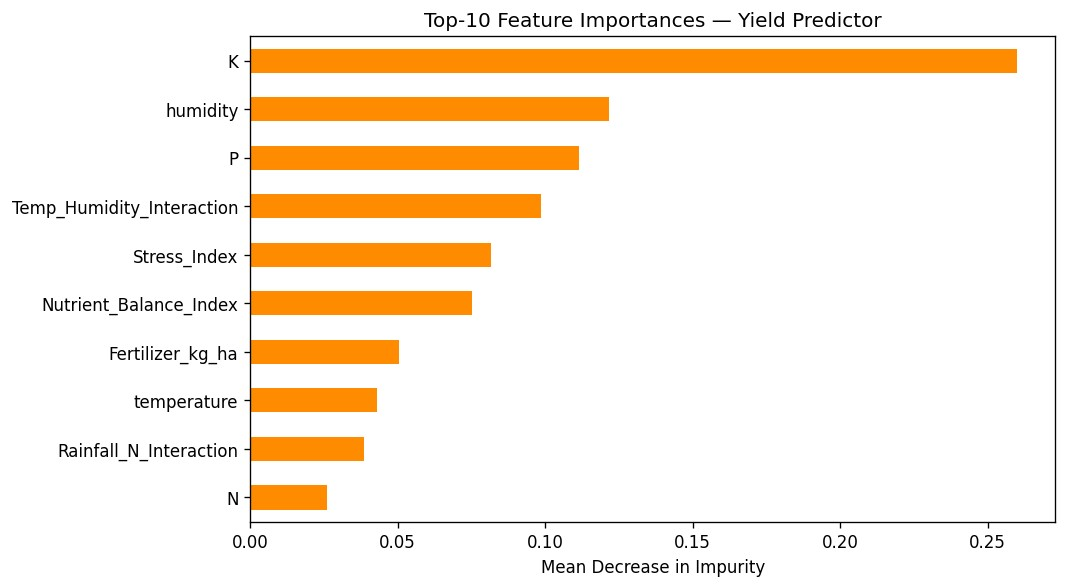 Top-10 Feature Importances — Yield Predictor
K
humidity
P
Temp_Humidity_Interaction
Stress_Index
Nutrient_Balance_Index
Fertilizer_kg_ha
temperature
Rainfall_N_Interaction
N
0.00 0.05 0.10 0.15 0.20 0.25
Mean Decrease in Impurity